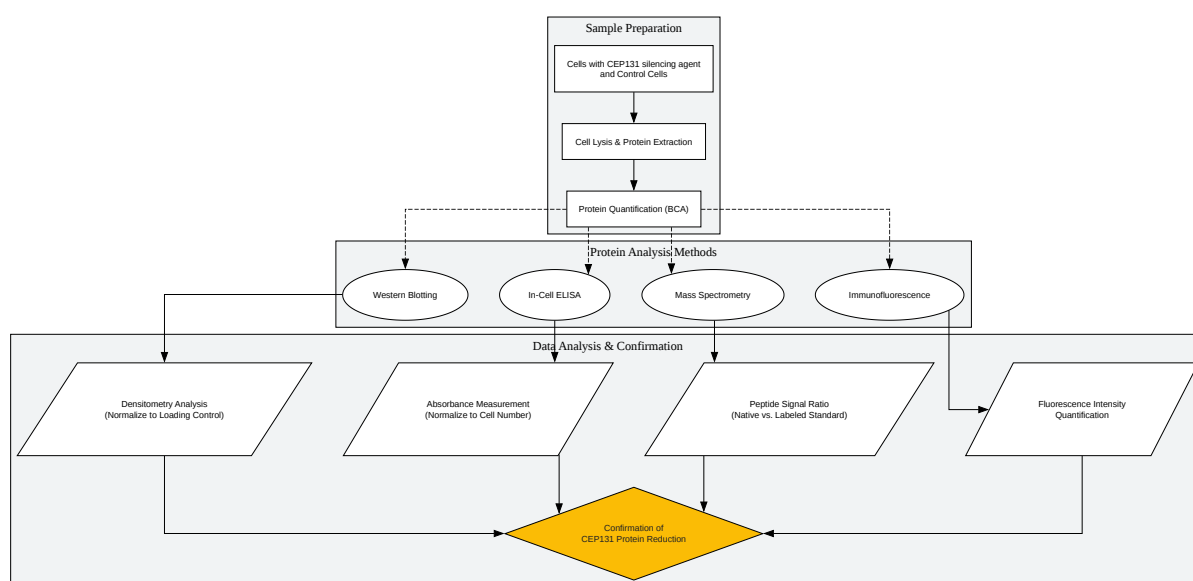 Sample Preparation
Cells with CEP131 silencing agent
and Control Cells
Cell Lysis & Protein Extraction
Protein Quantification (BCA)
Protein Analysis Methods
Western Blotting
In-Cell ELISA
Mass Spectrometry
Immunofluorescence
Data Analysis & Confirmation
Densitometry Analysis
(Normalize to Loading Control)
Absorbance Measurement
(Normalize to Cell Number)
Peptide Signal Ratio
(Native vs. Labeled Standard)
Fluorescence Intensity
Quantification
Confirmation of
CEP131 Protein Reduction